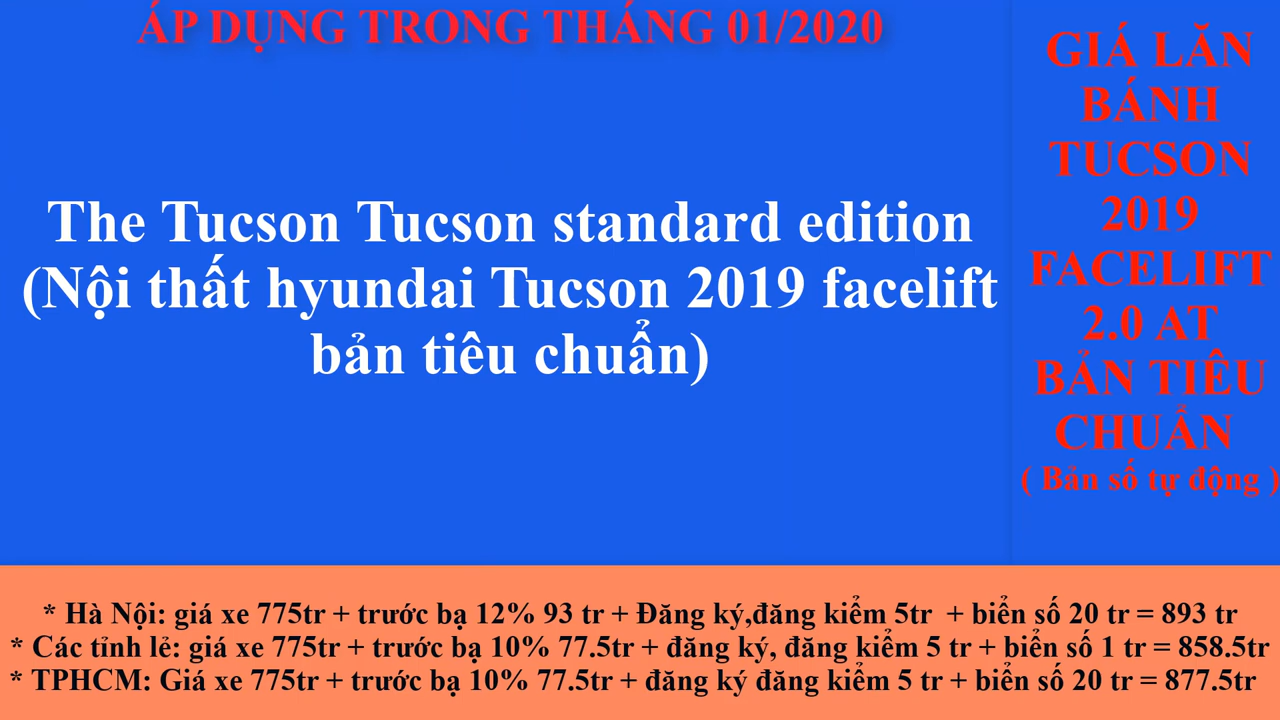 ÁP DỤNG TRONG THÁNG 01/2020
The Tucson Tucson standard edition
(Nội thất hyundai Tucson 2019 facelift
bản tiêu chuẩn)
GIÁ LĂN
BÁNH
TUCSON
2019
FACELIFT
2.0 AT
BẢN TIÊU
CHUẨN
( Bản số tự động )
* Hà Nội: giá xe 775tr + trước bạ 12% 93 tr + Đăng ký,đăng kiểm 5tr + biển số 20 tr = 893 tr
* Các tỉnh lẻ: giá xe 775tr + trước bạ 10% 77.5tr + đăng ký, đăng kiểm 5 tr + biển số 1 tr = 858.5tr
* TPHCM: Giá xe 775tr + trước bạ 10% 77.5tr + đăng ký đăng kiểm 5 tr + biển số 20 tr = 877.5tr